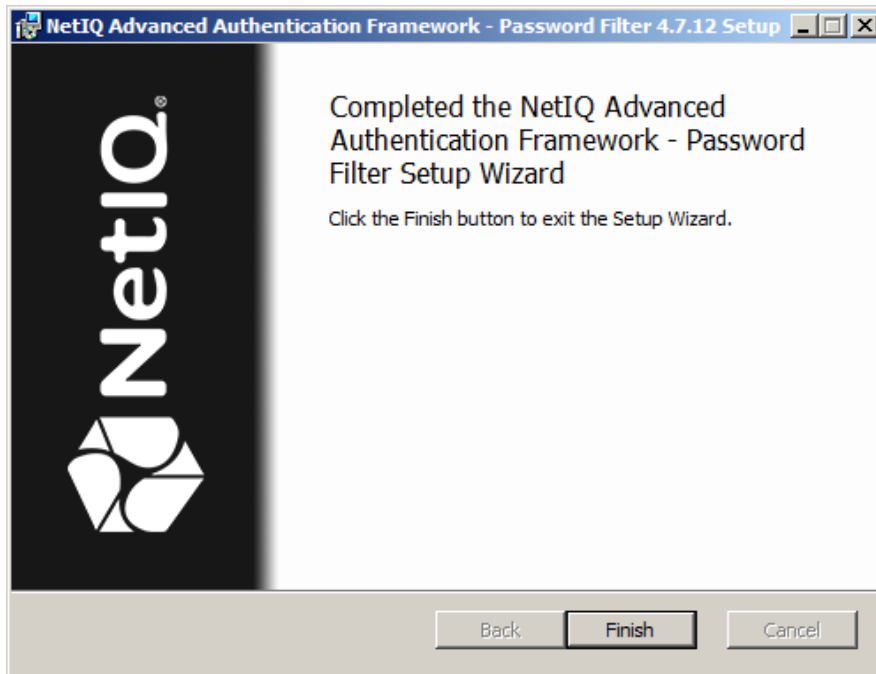 NetIQ Advanced Authentication Framework - Password Filter 4.7.12 Setup
NetIQ®
Completed the NetIQ Advanced
Authentication Framework - Password
Filter Setup Wizard
Click the Finish button to exit the Setup Wizard.
Back
Finish
Cancel